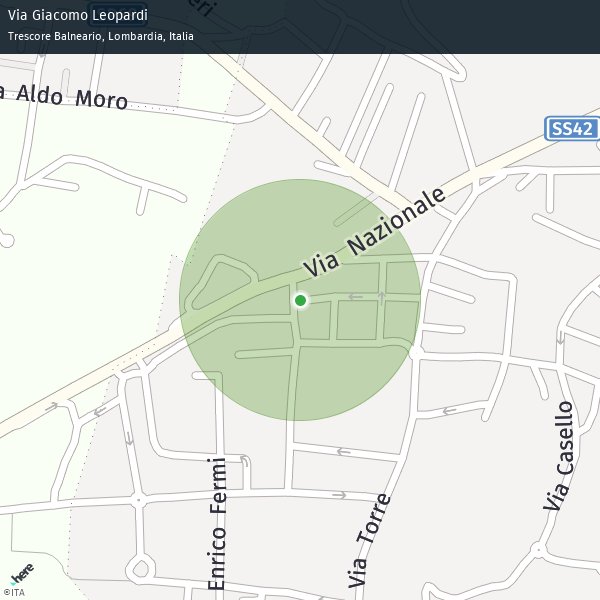 Via Giacomo Leopardi
Trescore Balneario, Lombardia, Italia
Aldo Moro
SS42
Via Nazionale
Via Casello
Enrico Fermi
Via Torre
here
©ITA